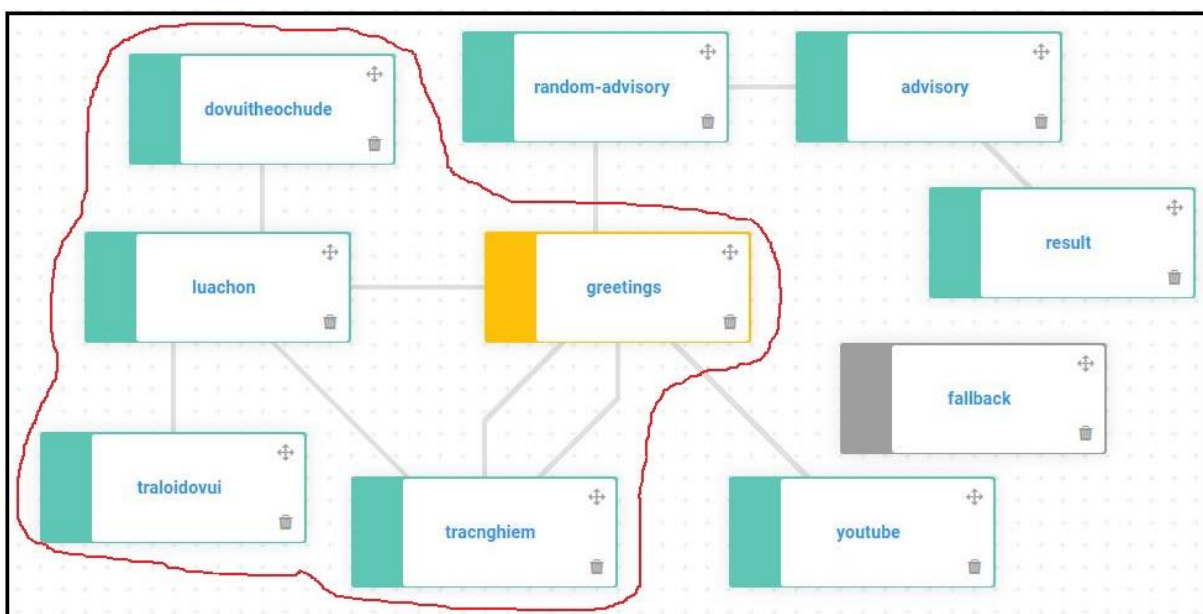 dovuitheochude
random-advisory
advisory
result
luachon
greetings
fallback
traloidovui
tracnghiem
youtube